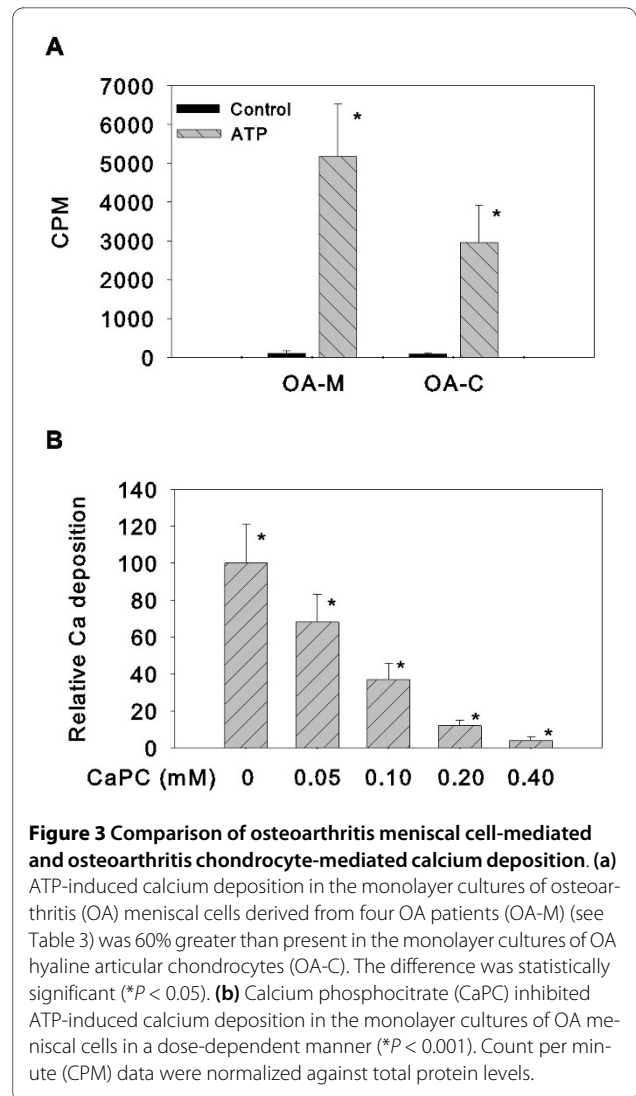 A
7000
6000
5000
4000
3000
2000
1000
0
CPM
Control
ATP
*
*
OA-M OA-C
B
140
120
100
80
60
40
20
0
Relative Ca deposition
*
*
*
*
*
CaPC (mM) 0 0.05 0.10 0.20 0.40
Figure 3 Comparison of osteoarthritis meniscal cell-mediated
and osteoarthritis chondrocyte-mediated calcium deposition. (a)
ATP-induced calcium deposition in the monolayer cultures of osteoar-
thritis (OA) meniscal cells derived from four OA patients (OA-M) (see
Table 3) was 60% greater than present in the monolayer cultures of OA
hyaline articular chondrocytes (OA-C). The difference was statistically
significant (*P < 0.05). (b) Calcium phosphocitrate (CaPC) inhibited
ATP-induced calcium deposition in the monolayer cultures of OA me-
niscal cells in a dose-dependent manner (*P < 0.001). Count per min-
ute (CPM) data were normalized against total protein levels.